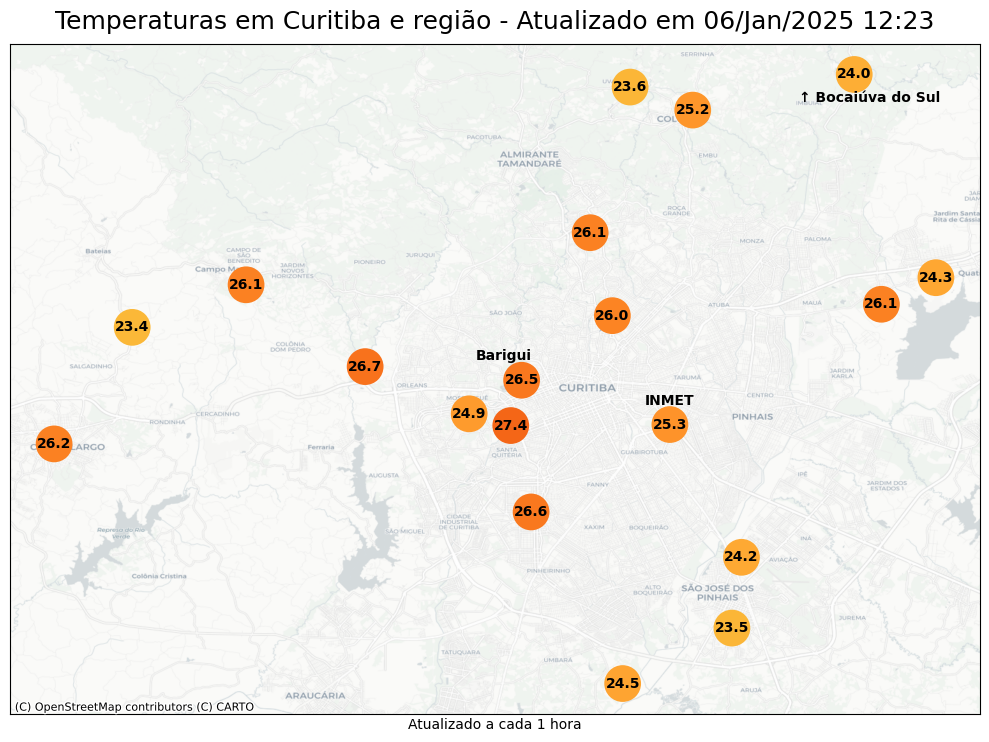 Temperaturas em Curitiba e região - Atualizado em 06/Jan/2025 12:23
SERRINHA
24.0
23.6
↑ Bocaiúva do Sul
25.2
PACOTUBA
ALMIRANTE
TAMANDARÉ
EMBU
ROÇA
GRANDE
Jardim Santa
Rita de Cássia
26.1
MONZA
PALOMA
Bateias
CAMPO DE
SÃO
BENEDITO
JURUQUI
PIONEIRO
JARDIM
NOVOS
HORIZONTES
26.1
24.3
26.1
ATUBA
MAUÁ
SÃO JOÃO
26.0
23.4
COLÔNIA
DOM PEDRO
Barigui
SALGADINHO
26.7
26.5
TARUMÃ
JARDIM
KARLA
ORLEANS
CURITIBA
CENTRO
INMET
24.9
CERCADINHO
RONDINHA
27.4
25.3
PINHAIS
26.2
Ferraria
SANTA
QUITÉRIA
GUABIROTUBA
AUGUSTA
FANNY
IPÊ
JARDIM DOS
ESTADOS
26.6
CIDADE
INDUSTRIAL
DE CURITIBA
XAXIM
BOQUEIRÃO
Represa do Rio
Verde
SÃO MIGUEL
INÁ
24.2
AVIAÇÃO
PINHEIRINHO
Colônia Cristina
ALTO
BOQUEIRÃO
SÃO JOSÉ DOS
PINHAIS
JUREMA
23.5
TATUQUARA
UMBARÁ
24.5
ARAUCÁRIA
ARUJÁ
(C) OpenStreetMap contributors (C) CARTO
Atualizado a cada 1 hora